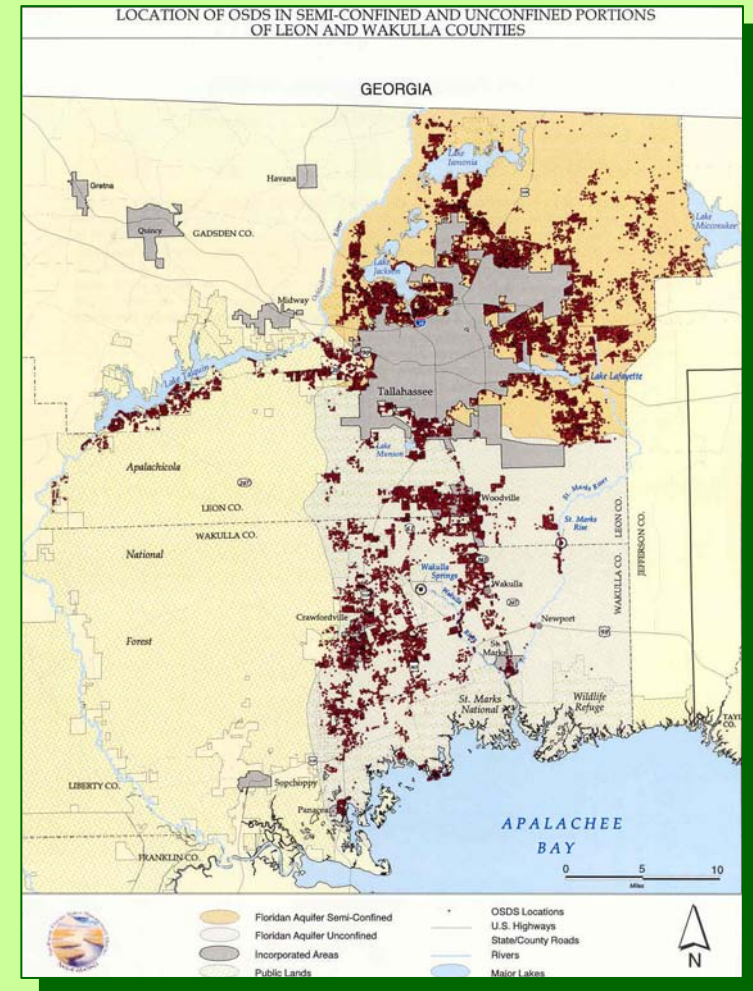 LOCATION OF OSDS IN SEMI-CONFINED AND UNCONFINED PORTIONS
OF LEON AND WAKULLA COUNTIES
GEORGIA
Lake
Iamonia
Havana
Gretna
Quincy
GADSDEN CO.
River
Lake
Miccosukee
Lake
Jackson
Midway
Lake Talquin
Tallahassee
Lake Lafayette
Lake
Munson
Apalachicola
267
St. Marks River
Woodville
LEON CO.
WAKULLA CO.
St. Marks
Rise
LEON CO.
WAKULLA CO.
JEFFERSON CO.
National
Wakulla
Springs
Wakulla
River
Wakulla
267
Crawfordville
Newport
98
Forest
St.
Marks
St. Marks
National
Wildlife
Refuge
LIBERTY CO.
Sopchoppy
Panacea
FRANKLIN CO.
APALACHEE
BAY
0 5 10
Miles
Floridan Aquifer Semi-Confined
Floridan Aquifer Unconfined
Incorporated Areas
Public Lands
OSDS Locations
U.S. Highways
State/County Roads
Rivers
Major Lakes
N